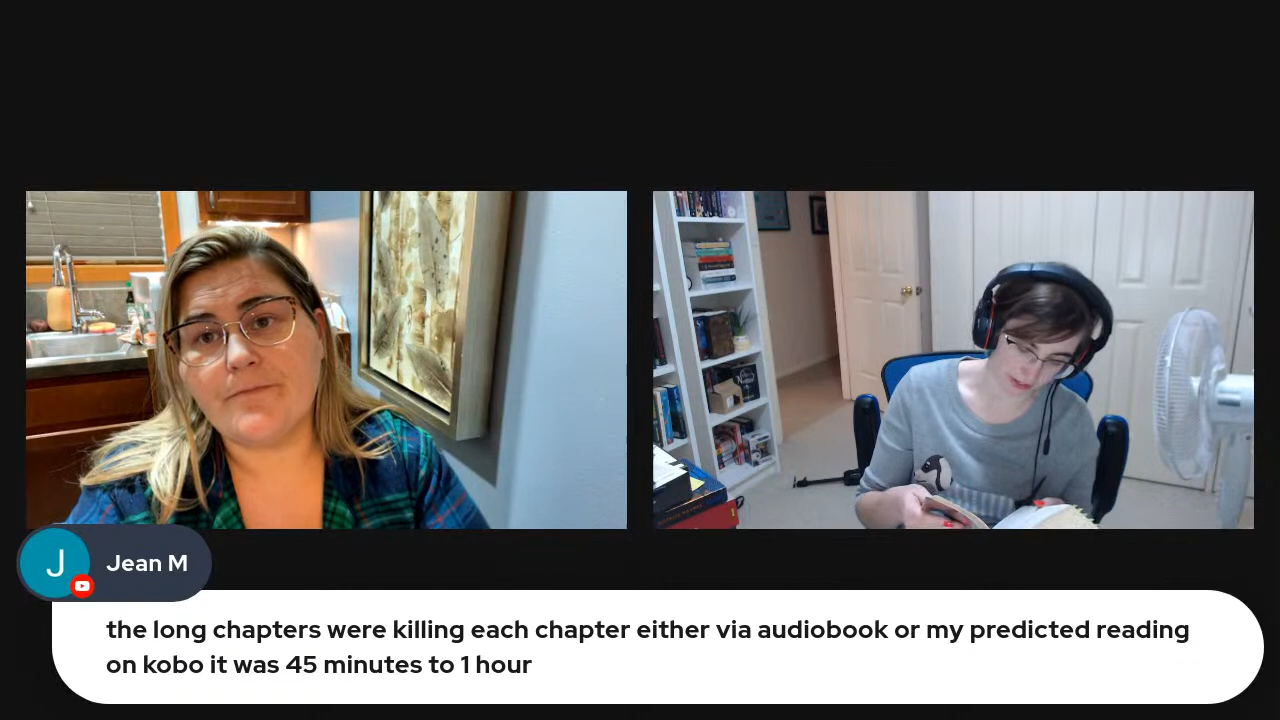 Jean M
the long chapters were killing each chapter either via audiobook or my predicted reading
on kobo it was 45 minutes to 1 hour